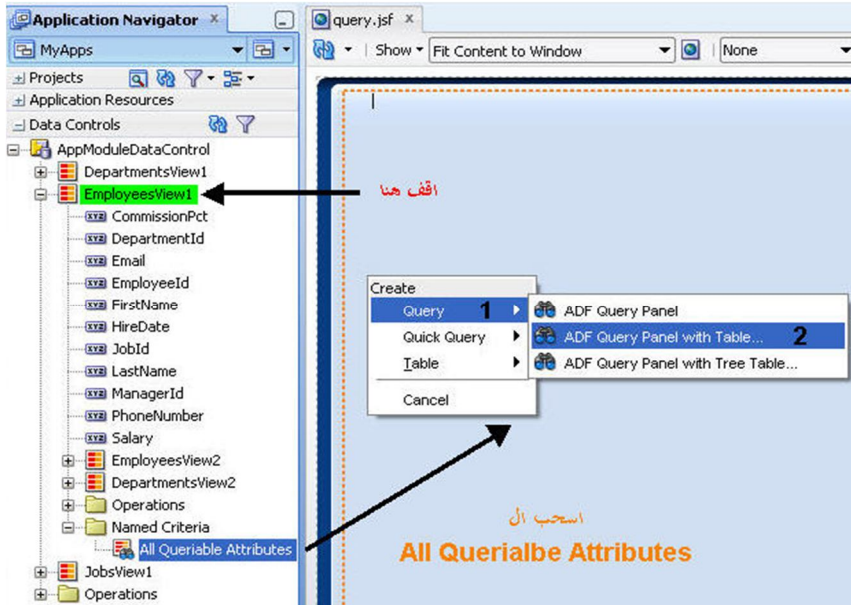 Application Navigator
query.jsf
MyApps
Show
Fit Content to Window
None
Projects
Application Resources
Data Controls
AppModuleDataControl
DepartmentsView1
EmployeesView1
اقف هنا
CommissionPct
DepartmentId
Email
EmployeeId
FirstName
HireDate
JobId
LastName
ManagerId
PhoneNumber
Salary
EmployeesView2
DepartmentsView2
Operations
Named Criteria
All Queriable Attributes
JobsView1
Operations
Create
Query 1
ADF Query Panel
Quick Query
ADF Query Panel with Table... 2
Table
ADF Query Panel with Tree Table...
Cancel
اسحب ال
All Querialbe Attributes